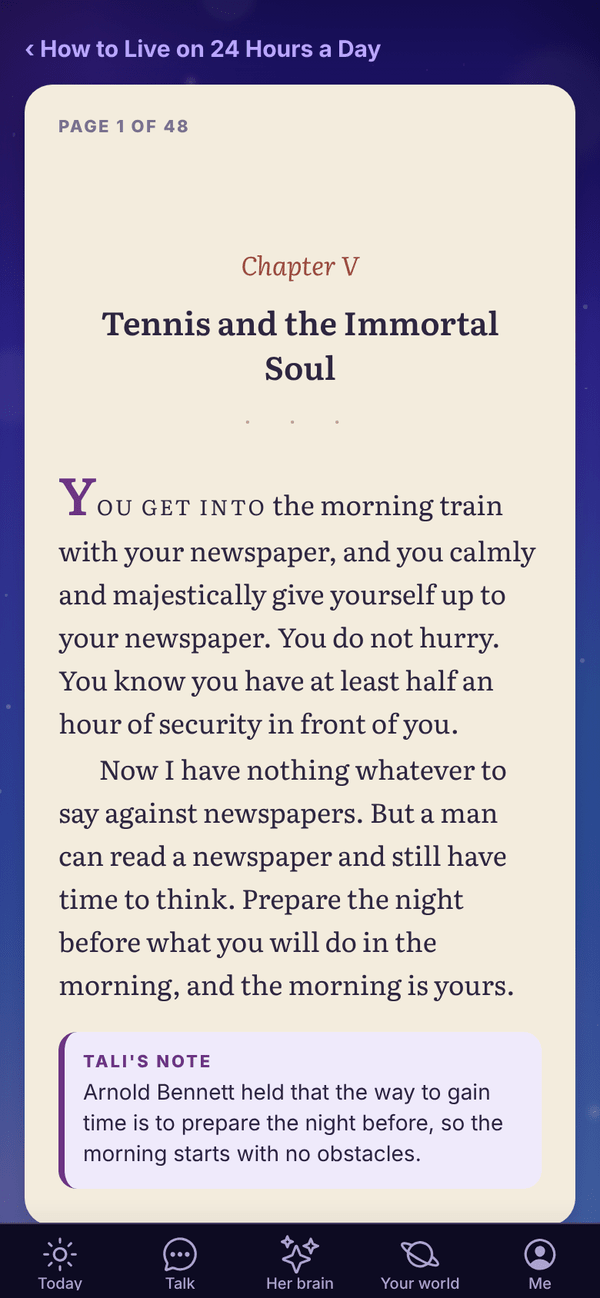 ‹ How to Live on 24 Hours a Day
PAGE 1 OF 48
Chapter V
Tennis and the Immortal
Soul
. . .
YOU GET INTO the morning train
with your newspaper, and you calmly
and majestically give yourself up to
your newspaper. You do not hurry.
You know you have at least half an
hour of security in front of you.
Now I have nothing whatever to
say against newspapers. But a man
can read a newspaper and still have
time to think. Prepare the night
before what you will do in the
morning, and the morning is yours.
TALI'S NOTE
Arnold Bennett held that the way to gain
time is to prepare the night before, so the
morning starts with no obstacles.
Today Talk Her brain Your world Me